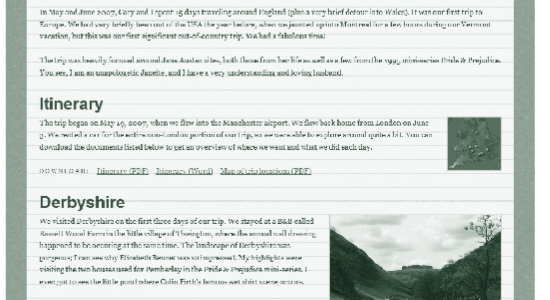 In May and June 2007, Gary and I spent 15 days traveling around England (plus a very brief detour into Wales). It was our first trip to
Europe. We had very briefly been out of the USA the year before, when we jaunted up into Montreal for a few hours during our Vermont
vacation, but this was our first significant out-of-country trip. We had a fabulous time!
The trip was heavily focused around Jane Austen sites, both those from her life as well as a few from the 1995 mini-series Pride & Prejudice.
You see, I am an unapologetic Janeite, and I have a very understanding and loving husband.
Itinerary
The trip began on May 19, 2007, when we flew into the Manchester airport. We flew back home from London on June
3. We rented a car for the entire non-London portion of our trip, so we were able to explore around quite a bit. You can
download the documents listed below to get an overview of where we went and what we did each day.
DOWNLOAD: Itinerary (PDF) Itinerary (Word) Map of trip locations (PDF)
Derbyshire
We visited Derbyshire on the first three days of our trip. We stayed at a B&B called
Bassett Wood Farm in the little village of Tissington, where the annual well dressing
happened to be occuring at the same time. The landscape of Derbyshire was
gorgeous; I can see why Elizabeth Bennet was so impressed. My highlights were
visiting the two houses used for Pemberley in the Pride & Prejudice mini-series. I
even got to see the little pond where Colin Firth's famous wet shirt scene occurs.